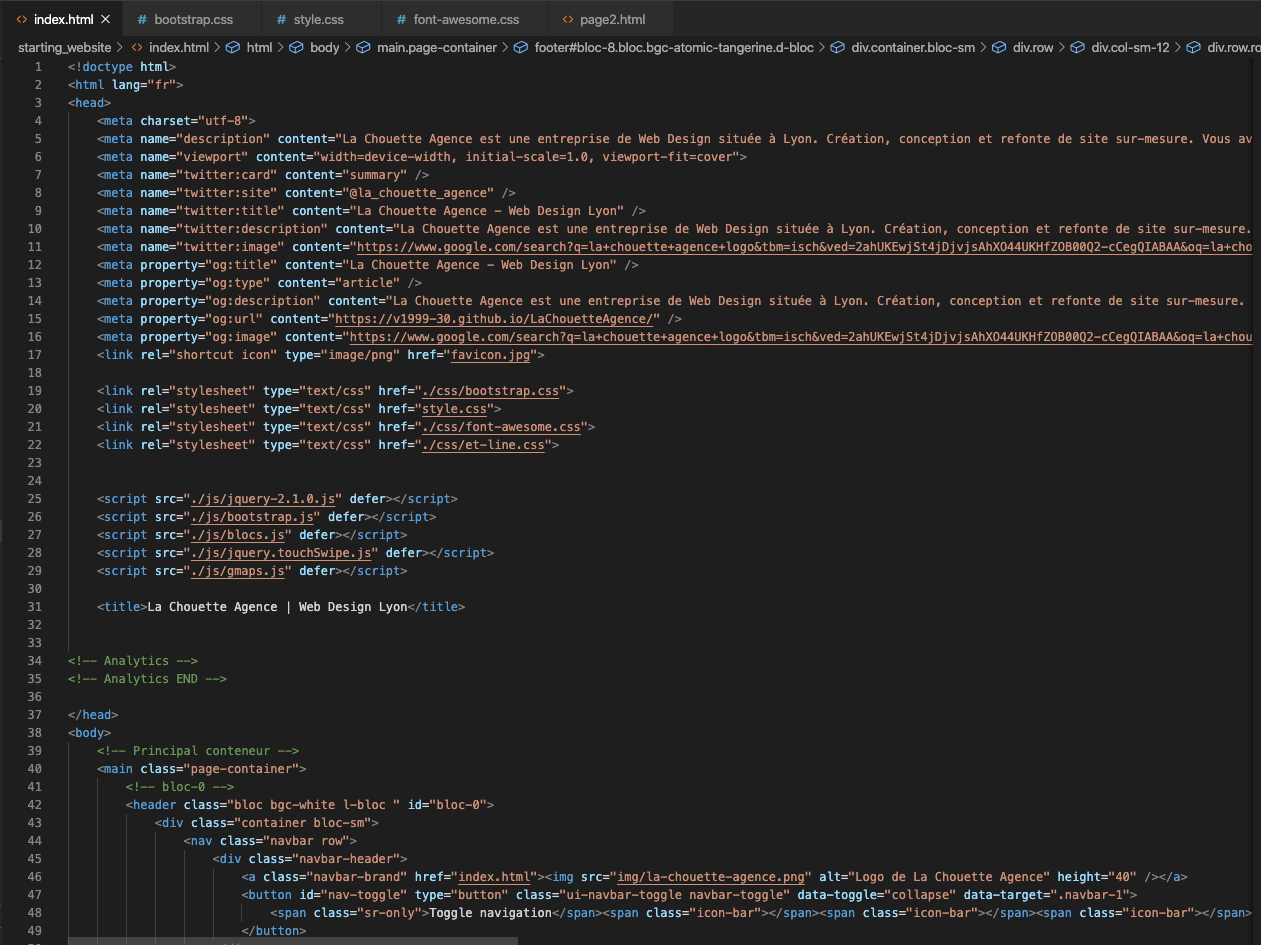 index.html × # bootstrap.css # style.css # font-awesome.css <> page2.html
starting_website > <> index.html > html > body > main.page-container > footer#bloc-8.bloc.bgc-atomic-tangerine.d-bloc > div.container.bloc-sm > div.row > div.col-sm-12 > div.row.ro
1 <!doctype html>
2 <html lang="fr">
3 <head>
4 <meta charset="utf-8">
5 <meta name="description" content="La Chouette Agence est une entreprise de Web Design située à Lyon. Création, conception et refonte de site sur-mesure. Vous av
6 <meta name="viewport" content="width=device-width, initial-scale=1.0, viewport-fit=cover">
7 <meta name="twitter:card" content="summary" />
8 <meta name="twitter:site" content="@la_chouette_agence" />
9 <meta name="twitter:title" content="La Chouette Agence - Web Design Lyon" />
10 <meta name="twitter:description" content="La Chouette Agence est une entreprise de Web Design située à Lyon. Création, conception et refonte de site sur-mesure.
11 <meta name="twitter:image" content="https://www.google.com/search?q=la+chouette+agence+logo&tbm=isch&ved=2ahUKEwjSt4jDjvjsAhXO44UKHfZOB00Q2-cCegQIABAA&oq=la+cho
12 <meta property="og:title" content="La Chouette Agence - Web Design Lyon" />
13 <meta property="og:type" content="article" />
14 <meta property="og:description" content="La Chouette Agence est une entreprise de Web Design située à Lyon. Création, conception et refonte de site sur-mesure.
15 <meta property="og:url" content="https://v1999-30.github.io/LaChouetteAgence/" />
16 <meta property="og:image" content="https://www.google.com/search?q=la+chouette+agence+logo&tbm=isch&ved=2ahUKEwjSt4jDjvjsAhXO44UKHfZOB00Q2-cCegQIABAA&oq=la+chou
17 <link rel="shortcut icon" type="image/png" href="favicon.jpg">
18
19 <link rel="stylesheet" type="text/css" href="./css/bootstrap.css">
20 <link rel="stylesheet" type="text/css" href="style.css">
21 <link rel="stylesheet" type="text/css" href="./css/font-awesome.css">
22 <link rel="stylesheet" type="text/css" href="./css/et-line.css">
23
24
25 <script src="./js/jquery-2.1.0.js" defer></script>
26 <script src="./js/bootstrap.js" defer></script>
27 <script src="./js/blocs.js" defer></script>
28 <script src="./js/jquery.touchSwipe.js" defer></script>
29 <script src="./js/gmaps.js" defer></script>
30
31 <title>La Chouette Agence | Web Design Lyon</title>
32
33
34 <!-- Analytics -->
35 <!-- Analytics END -->
36
37 </head>
38 <body>
39 <!-- Principal conteneur -->
40 <main class="page-container">
41 <!-- bloc-0 -->
42 <header class="bloc bgc-white l-bloc " id="bloc-0">
43 <div class="container bloc-sm">
44 <nav class="navbar row">
45 <div class="navbar-header">
46 <a class="navbar-brand" href="index.html"><img src="img/la-chouette-agence.png" alt="Logo de La Chouette Agence" height="40" /></a>
47 <button id="nav-toggle" type="button" class="ui-navbar-toggle navbar-toggle" data-toggle="collapse" data-target=".navbar-1">
48 <span class="sr-only">Toggle navigation</span><span class="icon-bar"></span><span class="icon-bar"></span><span class="icon-bar"></span>
49 </button>